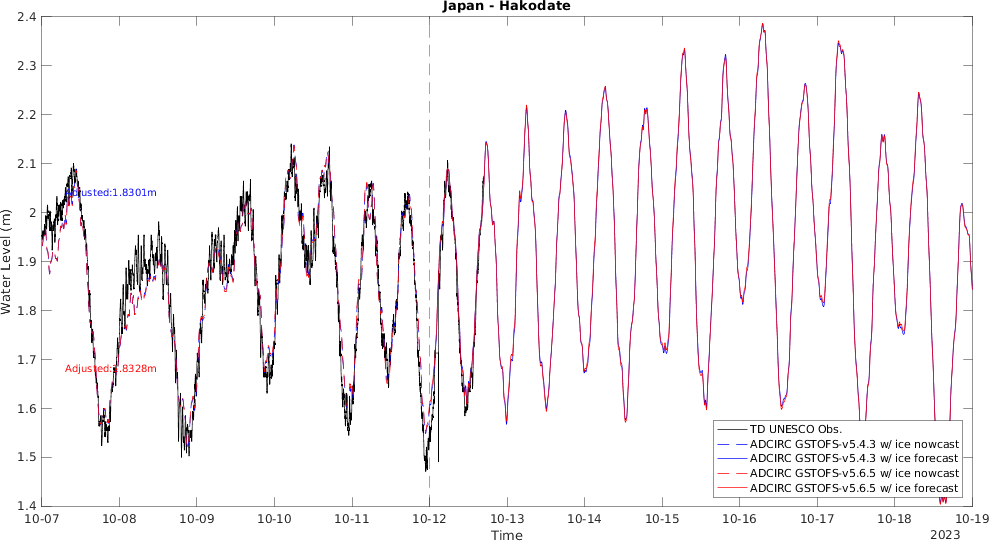 Japan - Hakodate
2.4
2.3
2.2
2.1
2
1.9
1.8
1.7
1.6
1.5
1.4
Water Level (m)
Adjusted:1.8301m
Adjusted:1.8328m
TD UNESCO Obs.
ADCIRC GSTOFS-v5.4.3 w/ ice nowcast
ADCIRC GSTOFS-v5.4.3 w/ ice forecast
ADCIRC GSTOFS-v5.6.5 w/ ice nowcast
ADCIRC GSTOFS-v5.6.5 w/ ice forecast
10-07 10-08 10-09 10-10 10-11 10-12 10-13 10-14 10-15 10-16 10-17 10-18 10-19
Time
2023